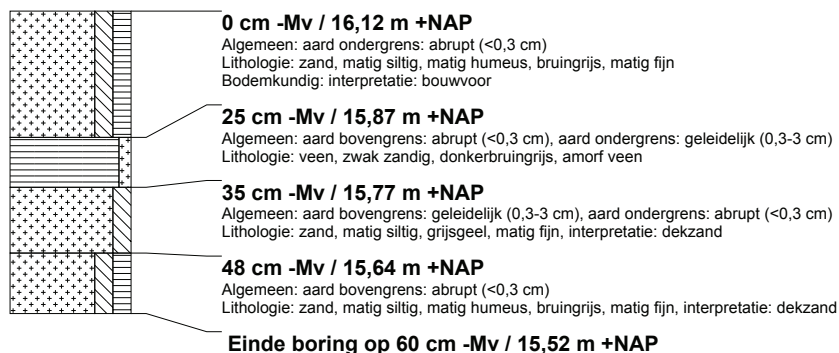 0 cm -Mv / 16,12 m +NAP
Algemeen: aard ondergrens: abrupt (<0,3 cm)
Lithologie: zand, matig siltig, matig humeus, bruingrijs, matig fijn
Bodemkundig: interpretatie: bouwvoor
25 cm -Mv / 15,87 m +NAP
Algemeen: aard bovengrens: abrupt (<0,3 cm), aard ondergrens: geleidelijk (0,3-3 cm)
Lithologie: veen, zwak zandig, donkerbruingrijs, amorf veen
35 cm -Mv / 15,77 m +NAP
Algemeen: aard bovengrens: geleidelijk (0,3-3 cm), aard ondergrens: abrupt (<0,3 cm)
Lithologie: zand, matig siltig, grijsgeel, matig fijn, interpretatie: dekzand
48 cm -Mv / 15,64 m +NAP
Algemeen: aard bovengrens: abrupt (<0,3 cm)
Lithologie: zand, matig siltig, matig humeus, bruingrijs, matig fijn, interpretatie: dekzand
Einde boring op 60 cm -Mv / 15,52 m +NAP